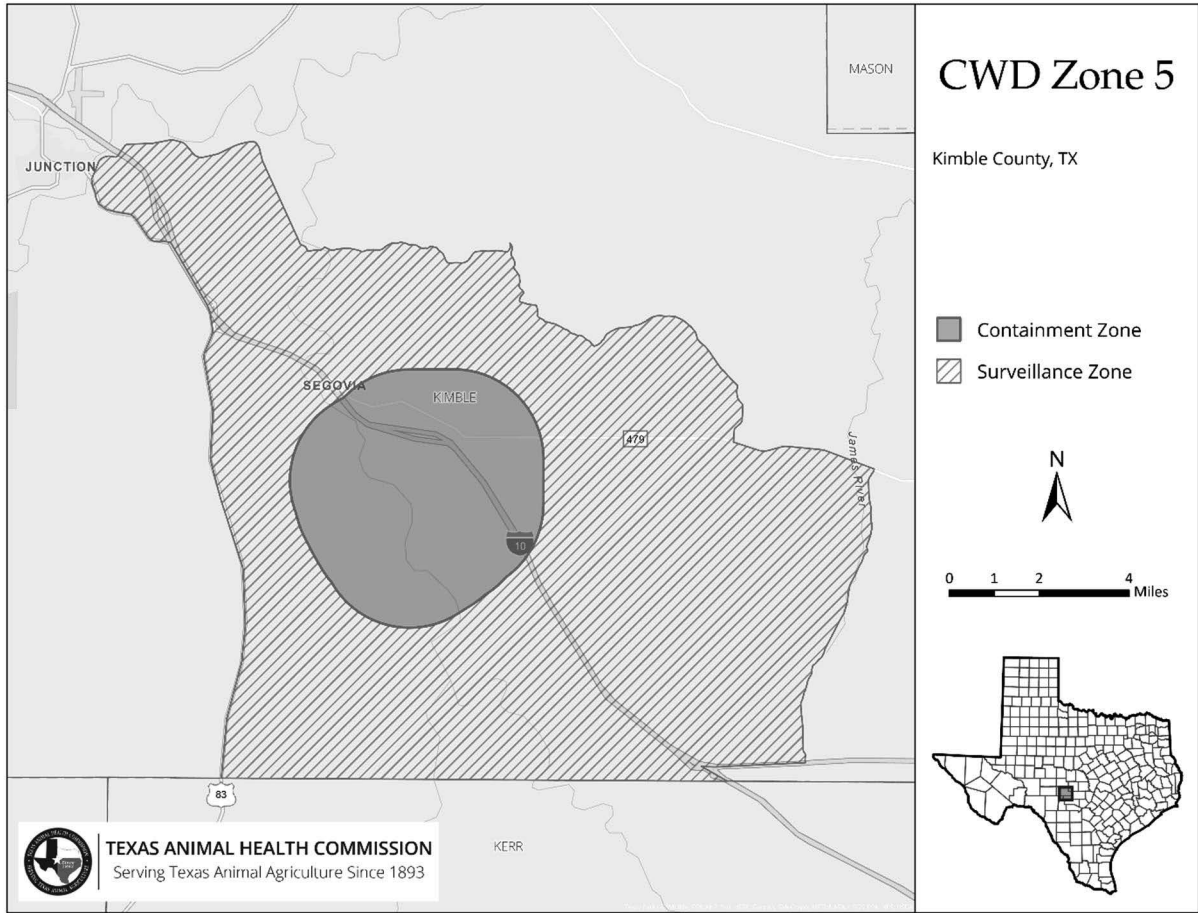 MASON
CWD Zone 5
JUNCTION
Kimble County, TX
Containment Zone
Surveillance Zone
SEGOVIA
KIMBLE
479
James River
N
10
0 1 2 4 Miles
83
KERR
TEXAS ANIMAL HEALTH COMMISSION
Serving Texas Animal Agriculture Since 1893